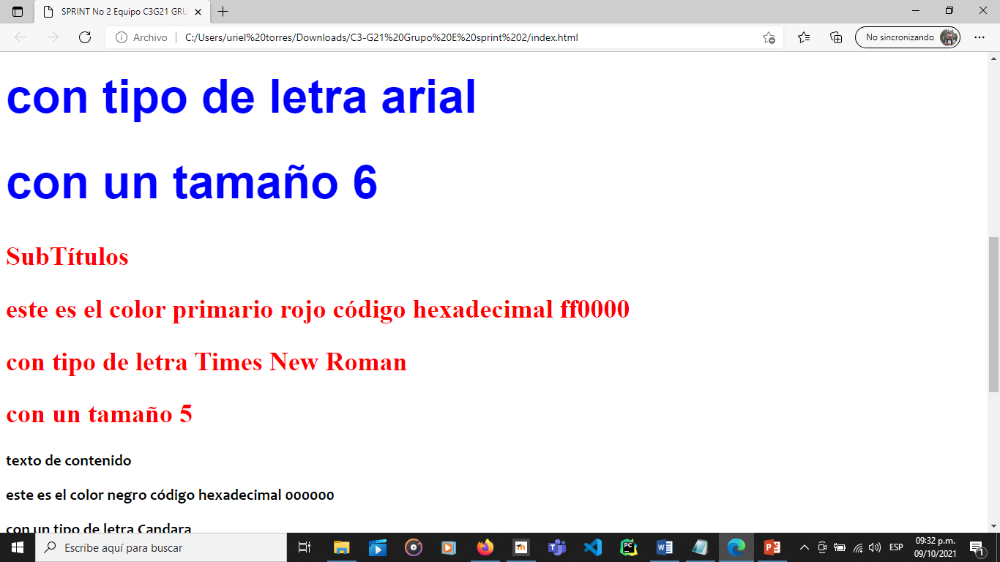 SPRINT No 2 Equipo C3G21 GRU
Archivo
C:/Users/uriel%20torres/Downloads/C3-G21%20Grupo%20E%20sprint%202/index.html
No sincronizando
con tipo de letra arial
con un tamaño 6
SubTítulos
este es el color primario rojo código hexadecimal ff0000
con tipo de letra Times New Roman
con un tamaño 5
texto de contenido
este es el color negro código hexadecimal 000000
con un tipo de letra Candara
Escribe aquí para buscar
ESP
09:32 p.m.
09/10/2021
1